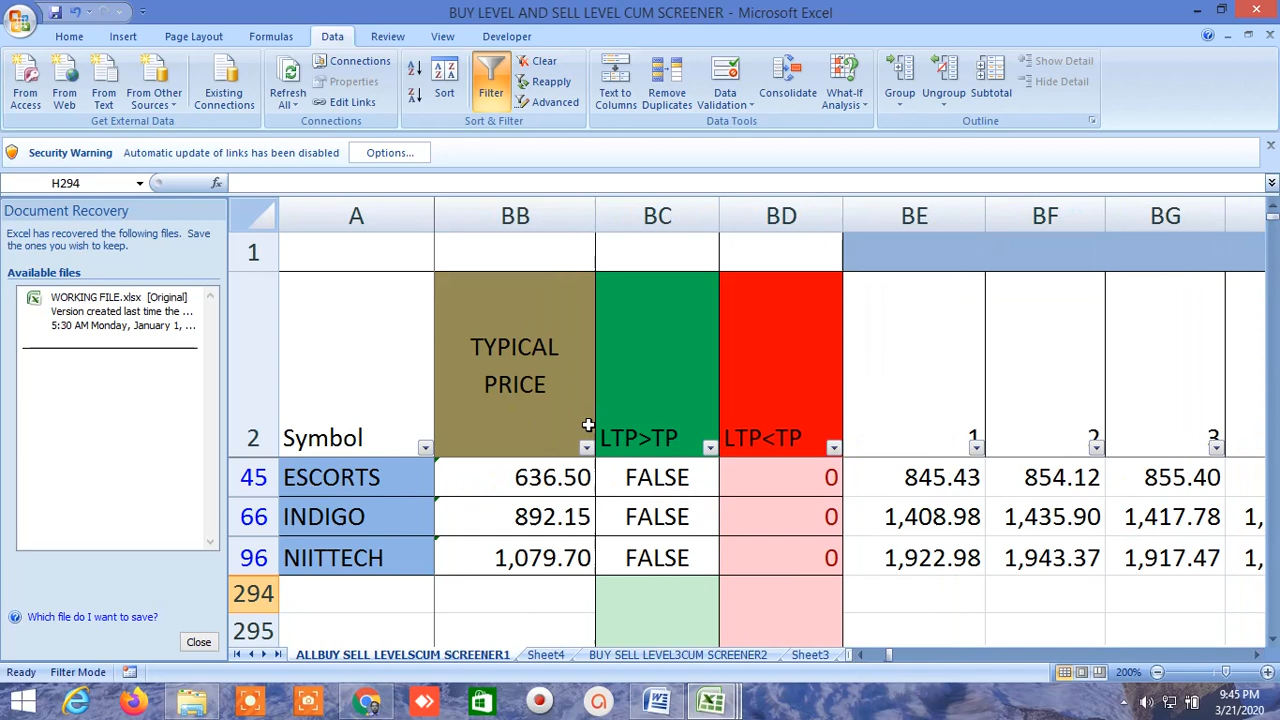 BUY LEVEL AND SELL LEVEL CUM SCREENER - Microsoft Excel
Home Insert Page Layout Formulas Data Review View Developer
From Access
From Web
From Text
From Other Sources
Existing Connections
Get External Data
Refresh All
Connections
Properties
Edit Links
Connections
Sort
Filter
Clear
Reapply
Advanced
Sort & Filter
Text to Columns
Remove Duplicates
Data Validation
Consolidate
What-If Analysis
Data Tools
Group
Ungroup
Subtotal
Show Detail
Hide Detail
Outline
Security Warning Automatic update of links has been disabled Options...
H294 fx
Document Recovery
Excel has recovered the following files. Save
the ones you wish to keep.
Available files
WORKING FILE.xlsx [Original]
Version created last time the ...
5:30 AM Monday, January 1, ...
Which file do I want to save?
Close
A BB BC BD BE BF BG
1
TYPICAL
PRICE
2 Symbol LTP>TP LTP<TP 1 2 3
45 ESCORTS 636.50 FALSE 0 845.43 854.12 855.40
66 INDIGO 892.15 FALSE 0 1,408.98 1,435.90 1,417.78 1,
96 NIITTECH 1,079.70 FALSE 0 1,922.98 1,943.37 1,917.47 1,
294
295
ALLBUY SELL LEVELSCUM SCREENER1 Sheet4 BUY SELL LEVEL3CUM SCREENER2 Sheet3
Ready Filter Mode 200%
9:45 PM
3/21/2020